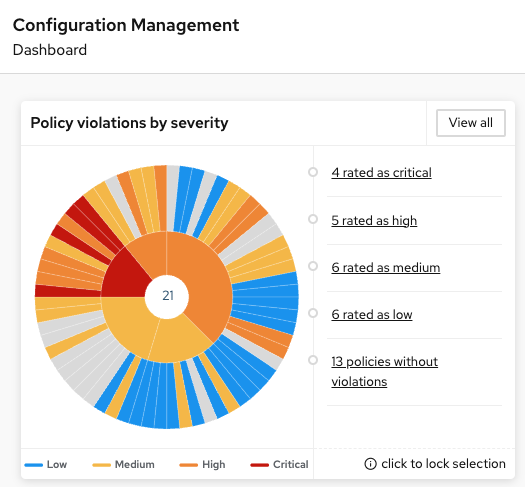 Configuration Management
Dashboard
Policy violations by severity
View all
21
4 rated as critical
5 rated as high
6 rated as medium
6 rated as low
13 policies without
violations
Low
Medium
High
Critical
click to lock selection